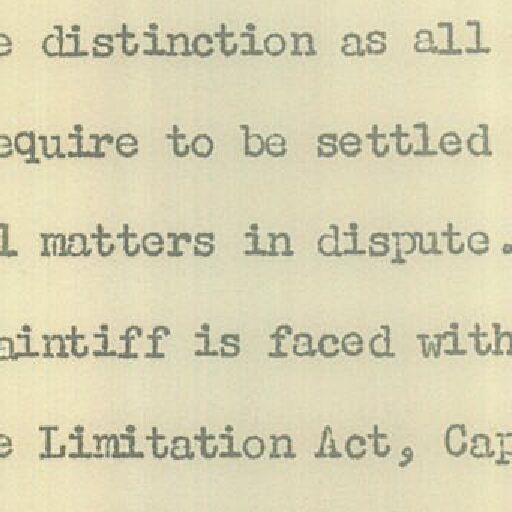 e distinction as all
equire to be settled
l matters in dispute.
aintiff is faced with
e Limitation Act, Cap